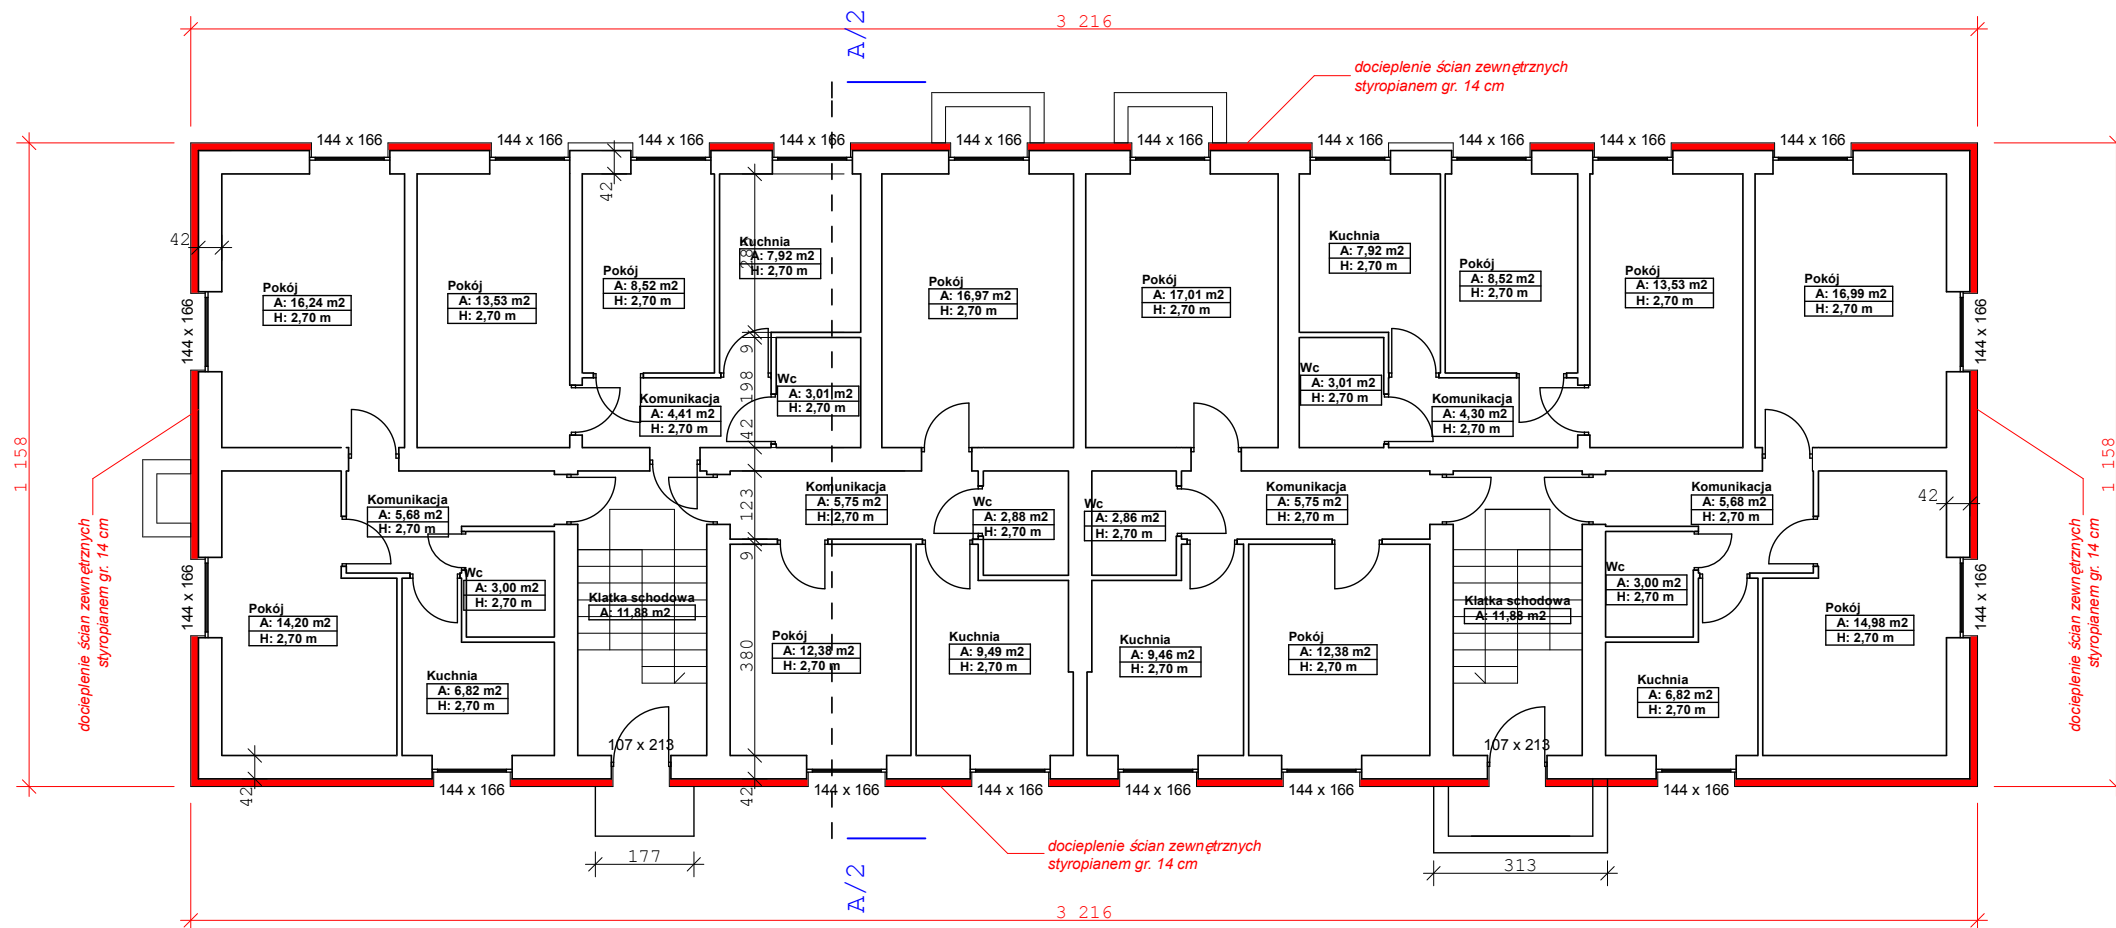 3 216
A/2
docieplenie ścian zewnętrznych
styropianem gr. 14 cm
144 x 166
144 x 166
144 x 166
144 x 166
144 x 166
144 x 166
144 x 166
144 x 166
144 x 166
144 x 166
42
42
Pokój
A: 16,24 m2
H: 2,70 m
Pokój
A: 13,53 m2
H: 2,70 m
Pokój
A: 8,52 m2
H: 2,70 m
Kuchnia
A: 7,92 m2
H: 2,70 m
Pokój
A: 16,97 m2
H: 2,70 m
Pokój
A: 17,01 m2
H: 2,70 m
Kuchnia
A: 7,92 m2
H: 2,70 m
Pokój
A: 8,52 m2
H: 2,70 m
Pokój
A: 13,53 m2
H: 2,70 m
Pokój
A: 16,99 m2
H: 2,70 m
144 x 166
144 x 166
9
198
42
123
9
380
42
Wc
A: 3,01 m2
H: 2,70 m
Komunikacja
A: 4,41 m2
H: 2,70 m
Wc
A: 3,01 m2
H: 2,70 m
Komunikacja
A: 4,30 m2
H: 2,70 m
1 158
1 158
docieplenie ścian zewnętrznych
styropianem gr. 14 cm
docieplenie ścian zewnętrznych
styropianem gr. 14 cm
Komunikacja
A: 5,68 m2
H: 2,70 m
Komunikacja
A: 5,75 m2
H: 2,70 m
Wc
A: 2,88 m2
H: 2,70 m
Wc
A: 2,86 m2
H: 2,70 m
Komunikacja
A: 5,75 m2
H: 2,70 m
Komunikacja
A: 5,68 m2
H: 2,70 m
42
144 x 166
144 x 166
Wc
A: 3,00 m2
H: 2,70 m
Wc
A: 3,00 m2
H: 2,70 m
Pokój
A: 14,20 m2
H: 2,70 m
Klatka schodowa
A: 11,88 m2
Pokój
A: 12,38 m2
H: 2,70 m
Kuchnia
A: 9,49 m2
H: 2,70 m
Kuchnia
A: 9,46 m2
H: 2,70 m
Pokój
A: 12,38 m2
H: 2,70 m
Klatka schodowa
A: 11,88 m2
Pokój
A: 14,98 m2
H: 2,70 m
Kuchnia
A: 6,82 m2
H: 2,70 m
Kuchnia
A: 6,82 m2
H: 2,70 m
107 x 213
107 x 213
42
144 x 166
144 x 166
144 x 166
144 x 166
144 x 166
144 x 166
177
313
docieplenie ścian zewnętrznych
styropianem gr. 14 cm
A/2
3 216